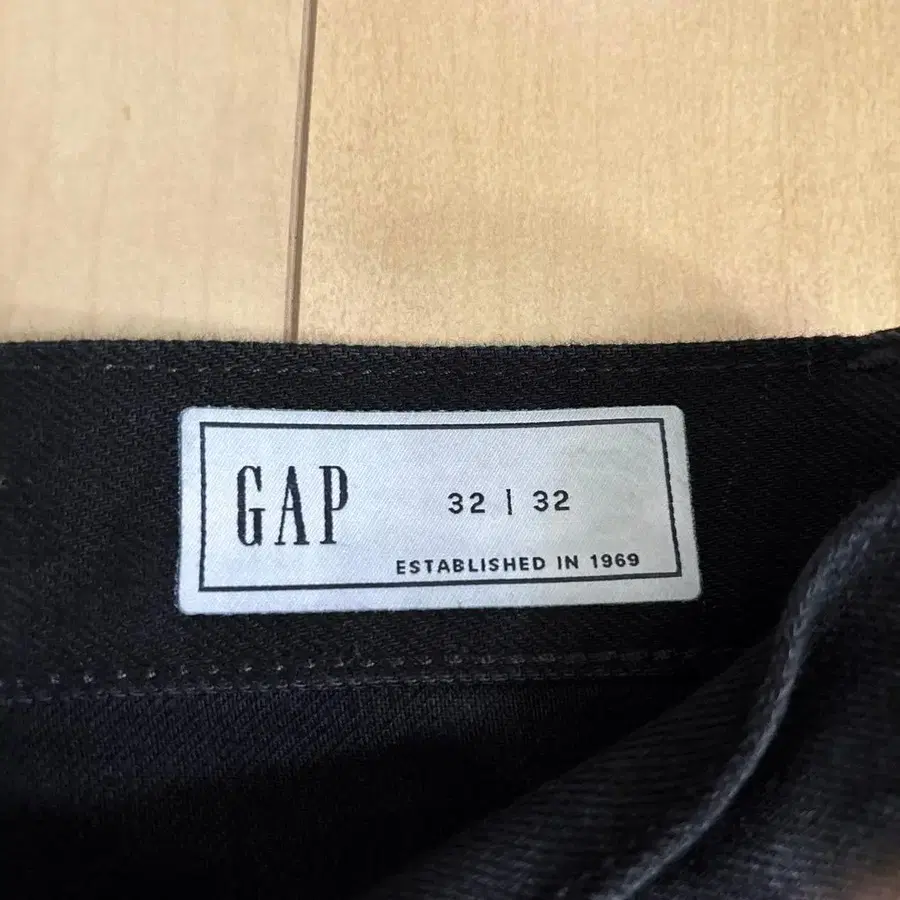 GAP
32 | 32
ESTABLISHED IN 1969